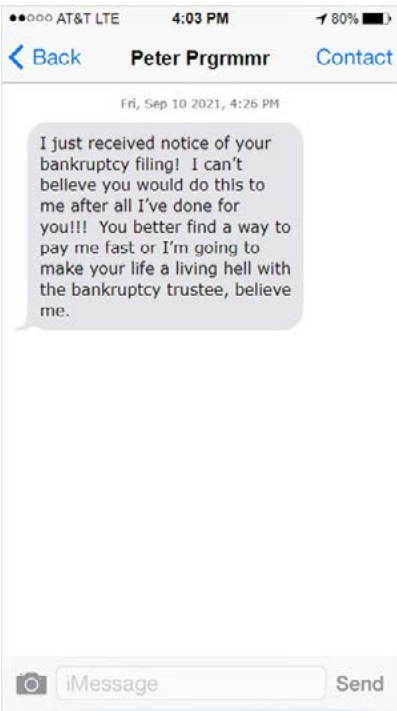 AT&T LTE 4:03 PM 80%
Back Peter Prgrmmr Contact
Fri, Sep 10 2021, 4:26 PM
I just received notice of your
bankruptcy filing! I can't
believe you would do this to
me after all I've done for
you!!! You better find a way to
pay me fast or I'm going to
make your life a living hell with
the bankruptcy trustee, believe
me.
iMessage Send